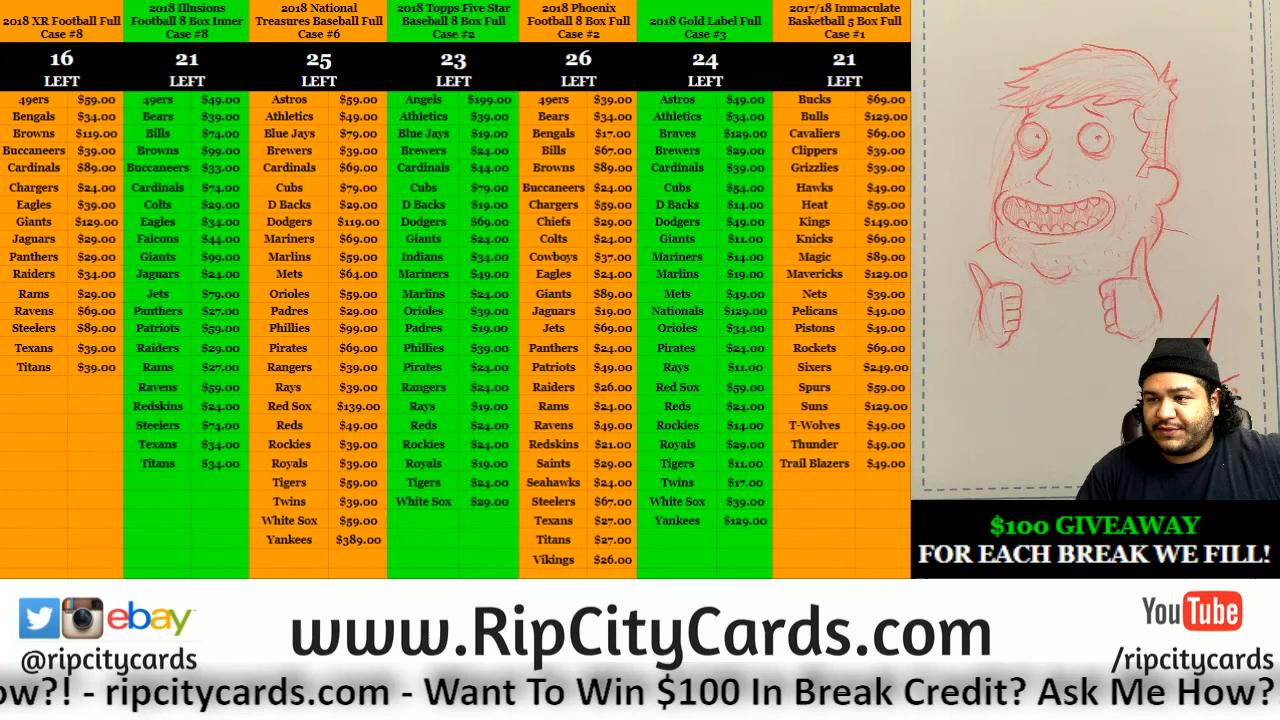 2018 XR Football Full
Case #8
16
LEFT
49ers $59.00
Bengals $34.00
Browns $119.00
Buccaneers $39.00
Cardinals $89.00
Chargers $24.00
Eagles $39.00
Giants $129.00
Jaguars $29.00
Panthers $29.00
Raiders $34.00
Rams $29.00
Ravens $69.00
Steelers $89.00
Texans $39.00
Titans $39.00
2018 Illusions
Football 8 Box Inner
Case #8
21
LEFT
49ers $49.00
Bears $39.00
Bills $74.00
Browns $99.00
Buccaneers $33.00
Cardinals $74.00
Colts $29.00
Eagles $34.00
Falcons $44.00
Giants $99.00
Jaguars $24.00
Jets $79.00
Panthers $27.00
Patriots $59.00
Raiders $29.00
Rams $27.00
Ravens $59.00
Redskins $24.00
Steelers $74.00
Texans $34.00
Titans $34.00
2018 National
Treasures Baseball Full
Case #6
25
LEFT
Astros $59.00
Athletics $49.00
Blue Jays $79.00
Brewers $39.00
Cardinals $69.00
Cubs $79.00
D Backs $29.00
Dodgers $119.00
Mariners $69.00
Marlins $59.00
Mets $64.00
Orioles $59.00
Padres $29.00
Phillies $99.00
Pirates $69.00
Rangers $39.00
Rays $39.00
Red Sox $139.00
Reds $49.00
Rockies $39.00
Royals $39.00
Tigers $59.00
Twins $39.00
White Sox $59.00
Yankees $389.00
2018 Topps Five Star
Baseball 8 Box Full
Case #2
23
LEFT
Angels $199.00
Athletics $39.00
Blue Jays $19.00
Brewers $24.00
Cardinals $44.00
Cubs $79.00
D Backs $19.00
Dodgers $69.00
Giants $24.00
Indians $34.00
Mariners $49.00
Marlins $24.00
Orioles $39.00
Padres $19.00
Phillies $39.00
Pirates $24.00
Rangers $24.00
Rays $19.00
Reds $24.00
Rockies $24.00
Royals $19.00
Tigers $24.00
White Sox $29.00
2018 Phoenix
Football 8 Box Full
Case #2
26
LEFT
49ers $39.00
Bears $34.00
Bengals $17.00
Bills $67.00
Browns $89.00
Buccaneers $24.00
Chargers $59.00
Chiefs $29.00
Colts $24.00
Cowboys $37.00
Eagles $24.00
Giants $89.00
Jaguars $19.00
Jets $69.00
Panthers $24.00
Patriots $49.00
Raiders $26.00
Rams $24.00
Ravens $49.00
Redskins $21.00
Saints $29.00
Seahawks $24.00
Steelers $67.00
Texans $27.00
Titans $27.00
Vikings $26.00
2018 Gold Label Full
Case #3
24
LEFT
Astros $49.00
Athletics $34.00
Braves $129.00
Brewers $29.00
Cardinals $39.00
Cubs $54.00
D Backs $14.00
Dodgers $49.00
Giants $11.00
Mariners $14.00
Marlins $19.00
Mets $49.00
Nationals $129.00
Orioles $34.00
Pirates $24.00
Rays $11.00
Red Sox $59.00
Reds $24.00
Rockies $14.00
Royals $29.00
Tigers $11.00
Twins $17.00
White Sox $39.00
Yankees $129.00
2017/18 Immaculate
Basketball 5 Box Full
Case #1
21
LEFT
Bucks $69.00
Bulls $129.00
Cavaliers $69.00
Clippers $39.00
Grizzlies $39.00
Hawks $49.00
Heat $59.00
Kings $149.00
Knicks $69.00
Magic $89.00
Mavericks $129.00
Nets $39.00
Pelicans $49.00
Pistons $49.00
Rockets $69.00
Sixers $249.00
Spurs $59.00
Suns $129.00
T-Wolves $49.00
Thunder $49.00
Trail Blazers $49.00
$100 GIVEAWAY
FOR EACH BREAK WE FILL!
ebay
@ripcitycards
www.RipCityCards.com
YouTube
/ripcitycards
ow?! - ripcitycards.com - Want To Win $100 In Break Credit? Ask Me How?